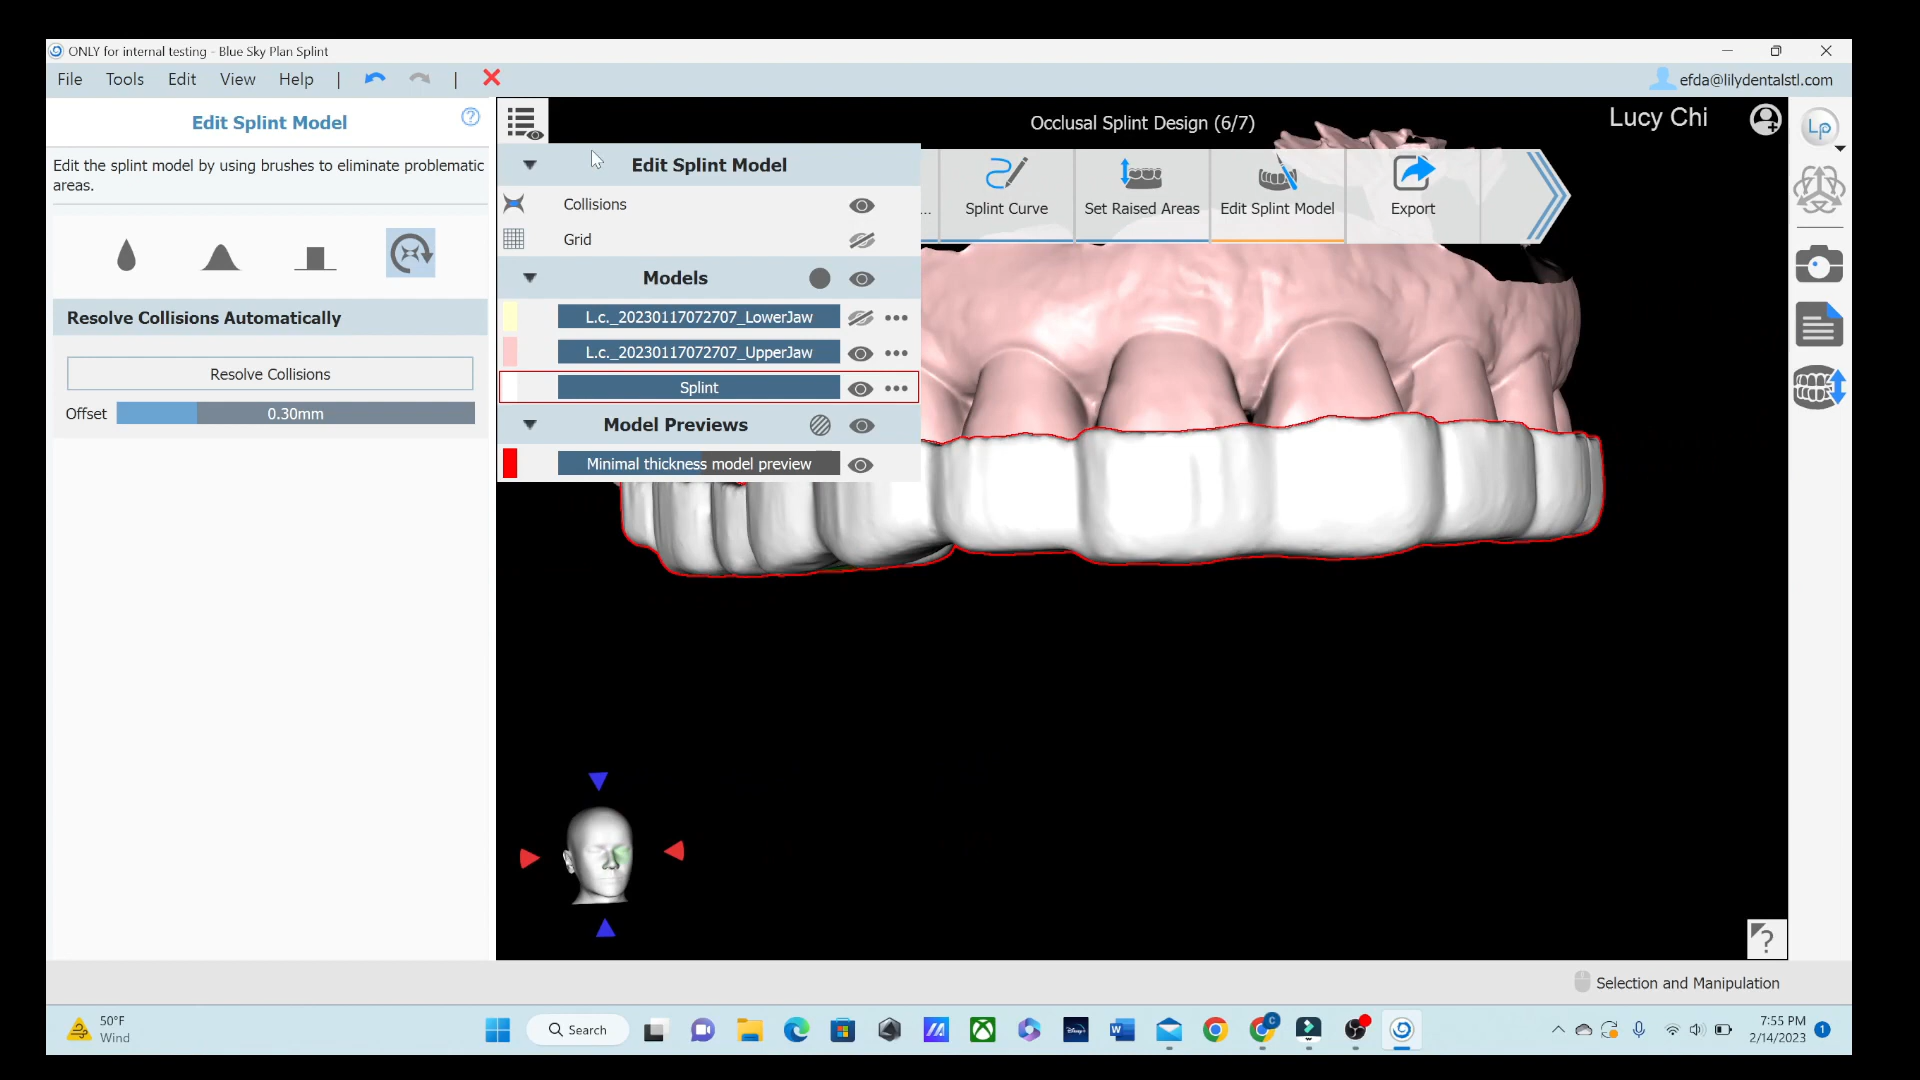 ONLY for internal testing - Blue Sky Plan Splint
File Tools Edit View Help
efda@lilydentalstl.com
Edit Splint Model
Edit the splint model by using brushes to eliminate problematic
areas.
Resolve Collisions Automatically
Resolve Collisions
Offset 0.30mm
Edit Splint Model
Collisions
Grid
Models
L.c._20230117072707_LowerJaw
L.c._20230117072707_UpperJaw
Splint
Model Previews
Minimal thickness model preview
Occlusal Splint Design (6/7)
Lucy Chi
... Splint Curve Set Raised Areas Edit Splint Model Export
Lp
?
Selection and Manipulation
50°F
Wind
Search
7:55 PM
2/14/2023
1